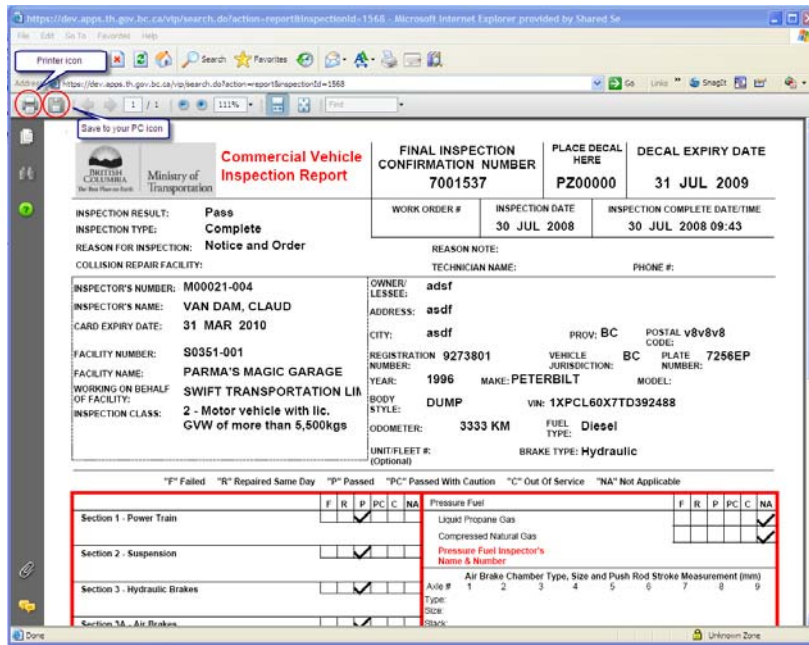 https://dev.apps.th.gov.bc.ca/vip/search.do?action=report&inspectionId=1568 - Microsoft Internet Explorer provided by Shared Se
File Edit Go To Favorites Help
Printer icon
Search Favorites
Address https://dev.apps.th.gov.bc.ca/vip/search.do?action=report&inspectionId=1568 Go Links » SnagIt
1 / 1 111% Find
Save to your PC icon
BRITISH COLUMBIA
The Best Place on Earth
Ministry of Transportation
Commercial Vehicle Inspection Report
FINAL INSPECTION CONFIRMATION NUMBER
7001537
PLACE DECAL HERE
PZ00000
DECAL EXPIRY DATE
31 JUL 2009
INSPECTION RESULT: Pass
INSPECTION TYPE: Complete
REASON FOR INSPECTION: Notice and Order
COLLISION REPAIR FACILITY:
WORK ORDER #
INSPECTION DATE
30 JUL 2008
INSPECTION COMPLETE DATE/TIME
30 JUL 2008 09:43
REASON NOTE:
TECHNICIAN NAME: PHONE #:
INSPECTOR'S NUMBER: M00021-004
INSPECTOR'S NAME: VAN DAM, CLAUD
CARD EXPIRY DATE: 31 MAR 2010
FACILITY NUMBER: S0351-001
FACILITY NAME: PARMA'S MAGIC GARAGE
WORKING ON BEHALF OF FACILITY: SWIFT TRANSPORTATION LIM
INSPECTION CLASS: 2 - Motor vehicle with lic. GVW of more than 5,500kgs
OWNER/ LESSEE: adsf
ADDRESS: asdf
CITY: asdf PROV: BC POSTAL CODE: v8v8v8
REGISTRATION NUMBER: 9273801 VEHICLE JURISDICTION: BC PLATE NUMBER: 7256EP
YEAR: 1996 MAKE: PETERBILT MODEL:
BODY STYLE: DUMP VIN: 1XPCL60X7TD392488
ODOMETER: 3333 KM FUEL TYPE: Diesel
UNIT/FLEET #: (Optional) BRAKE TYPE: Hydraulic
"F" Failed "R" Repaired Same Day "P" Passed "PC" Passed With Caution "C" Out Of Service "NA" Not Applicable
F R P PC C NA
Section 1 - Power Train
Section 2 - Suspension
Section 3 - Hydraulic Brakes
Section 3A - Air Brakes
Pressure Fuel F R P PC C NA
Liquid Propane Gas
Compressed Natural Gas
Pressure Fuel Inspector's Name & Number
Air Brake Chamber Type, Size and Push Rod Stroke Measurement (mm)
Axle # 1 2 3 4 5 6 7 8 9
Type:
Size:
Slack:
Done Unknown Zone